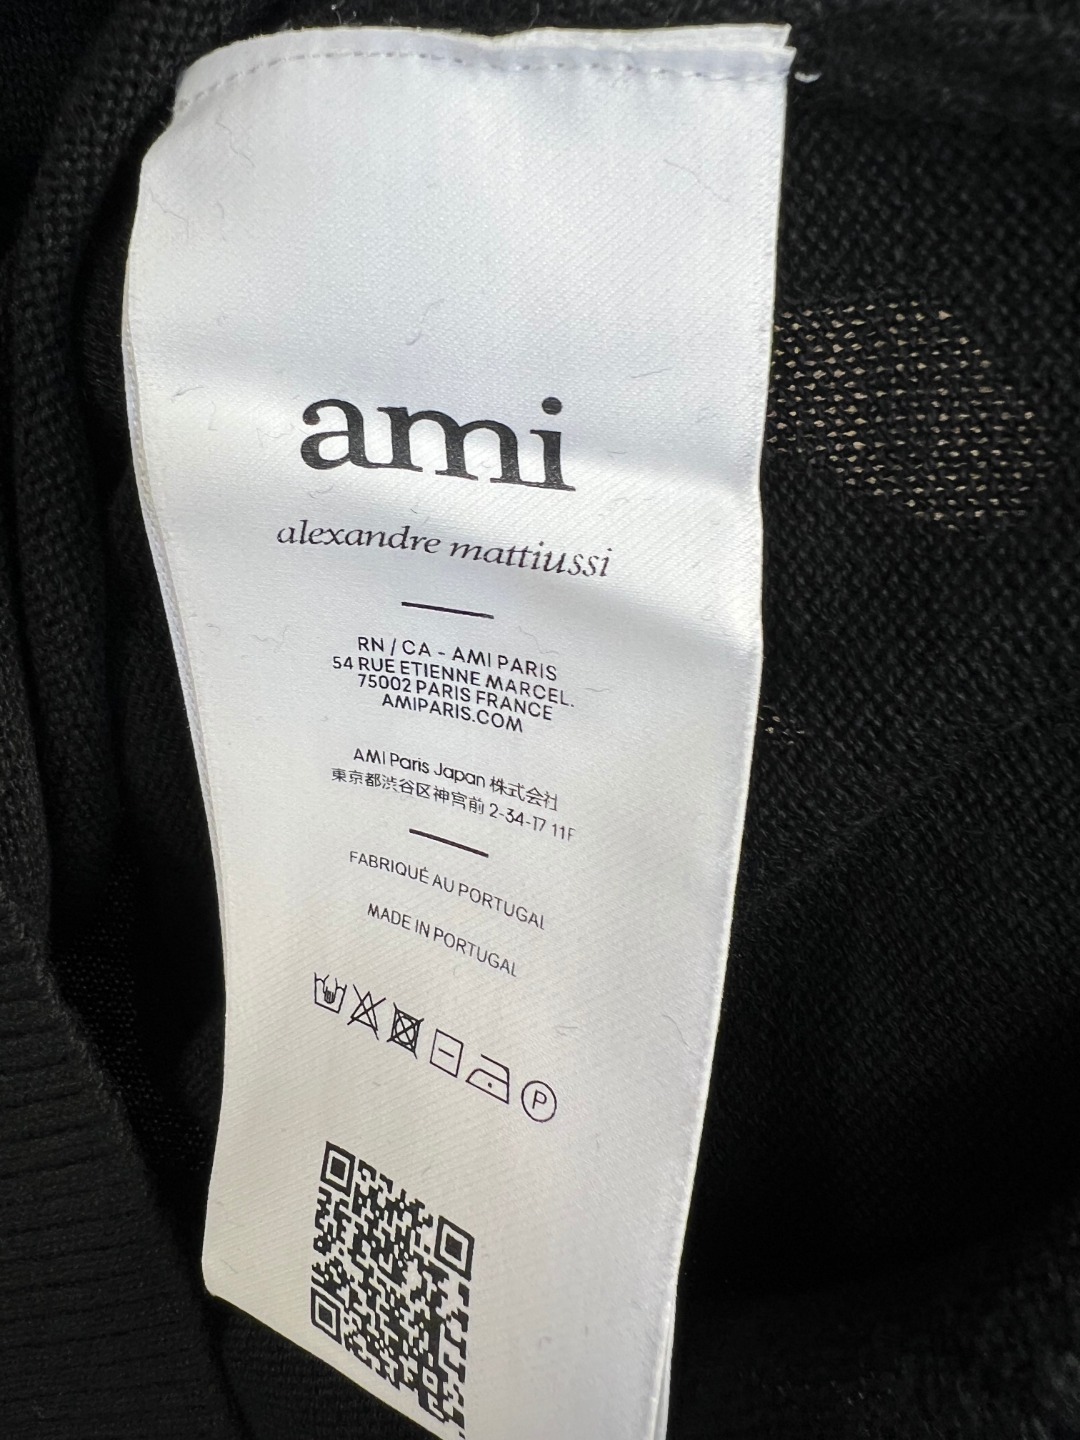 ami
alexandre mattiussi
RN / CA - AMI PARIS
54 RUE ETIENNE MARCEL.
75002 PARIS FRANCE
AMIPARIS.COM
AMI Paris Japan 株式会社
東京都渋谷区神宮前 2-34-17 11F
FABRIQUÉ AU PORTUGAL
MADE IN PORTUGAL
P